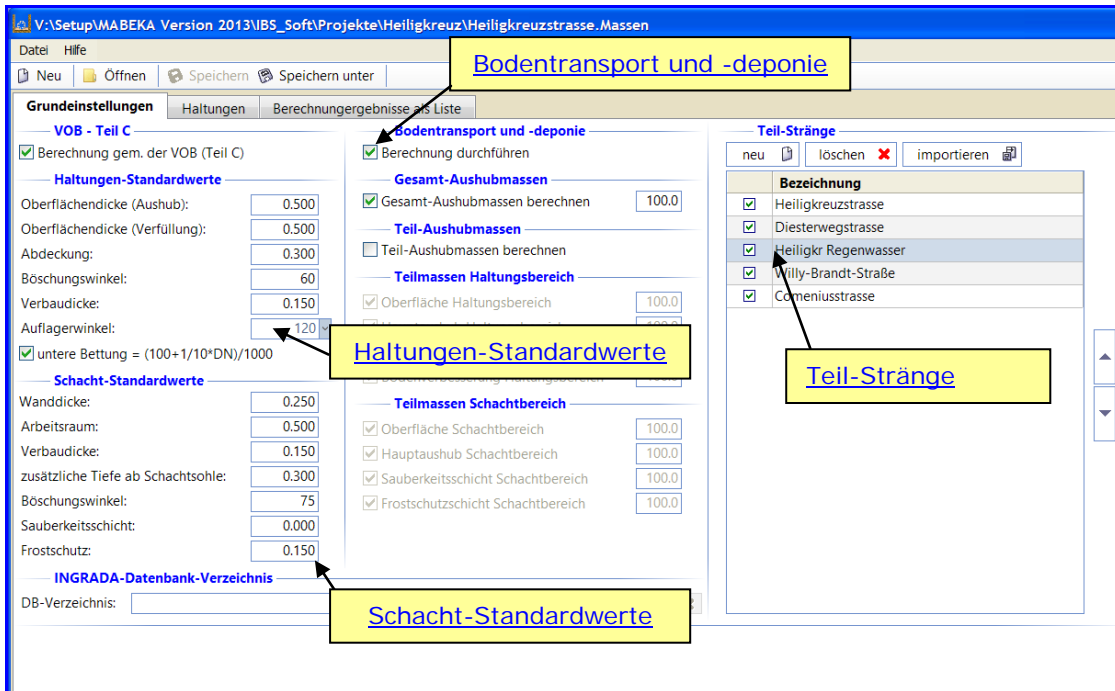 V:\Setup\MABEKA Version 2013\IBS_Soft\Projekte\Heiligkreuz\Heiligkreuzstrasse.Massen
Datei Hilfe
Neu Öffnen Speichern Speichern unter
Grundeinstellungen Haltungen Berechnungergebnisse als Liste
Bodentransport und -deponie
VOB - Teil C
Berechnung gem. der VOB (Teil C)
Haltungen-Standardwerte
Oberflächendicke (Aushub): 0.500
Oberflächendicke (Verfüllung): 0.500
Abdeckung: 0.300
Böschungswinkel: 60
Verbaudicke: 0.150
Auflagerwinkel: 120
untere Bettung = (100+1/10*DN)/1000
Schacht-Standardwerte
Wanddicke: 0.250
Arbeitsraum: 0.500
Verbaudicke: 0.150
zusätzliche Tiefe ab Schachtsohle: 0.300
Böschungswinkel: 75
Sauberkeitsschicht: 0.000
Frostschutz: 0.150
INGRADA-Datenbank-Verzeichnis
DB-Verzeichnis:
Bodentransport und -deponie
Berechnung durchführen
Gesamt-Aushubmassen
Gesamt-Aushubmassen berechnen 100.0
Teil-Aushubmassen
Teil-Aushubmassen berechnen
Teilmassen Haltungsbereich
Oberfläche Haltungsbereich 100.0
Haltungen-Standardwerte
Teilmassen Schachtbereich
Oberfläche Schachtbereich 100.0
Hauptaushub Schachtbereich 100.0
Sauberkeitsschicht Schachtbereich 100.0
Frostschutzschicht Schachtbereich 100.0
Schacht-Standardwerte
Teil-Stränge
neu löschen importieren
Bezeichnung
Heiligkreuzstrasse
Diesterwegstrasse
Heiligkr Regenwasser
Willy-Brandt-Straße
Comeniusstrasse
Teil-Stränge